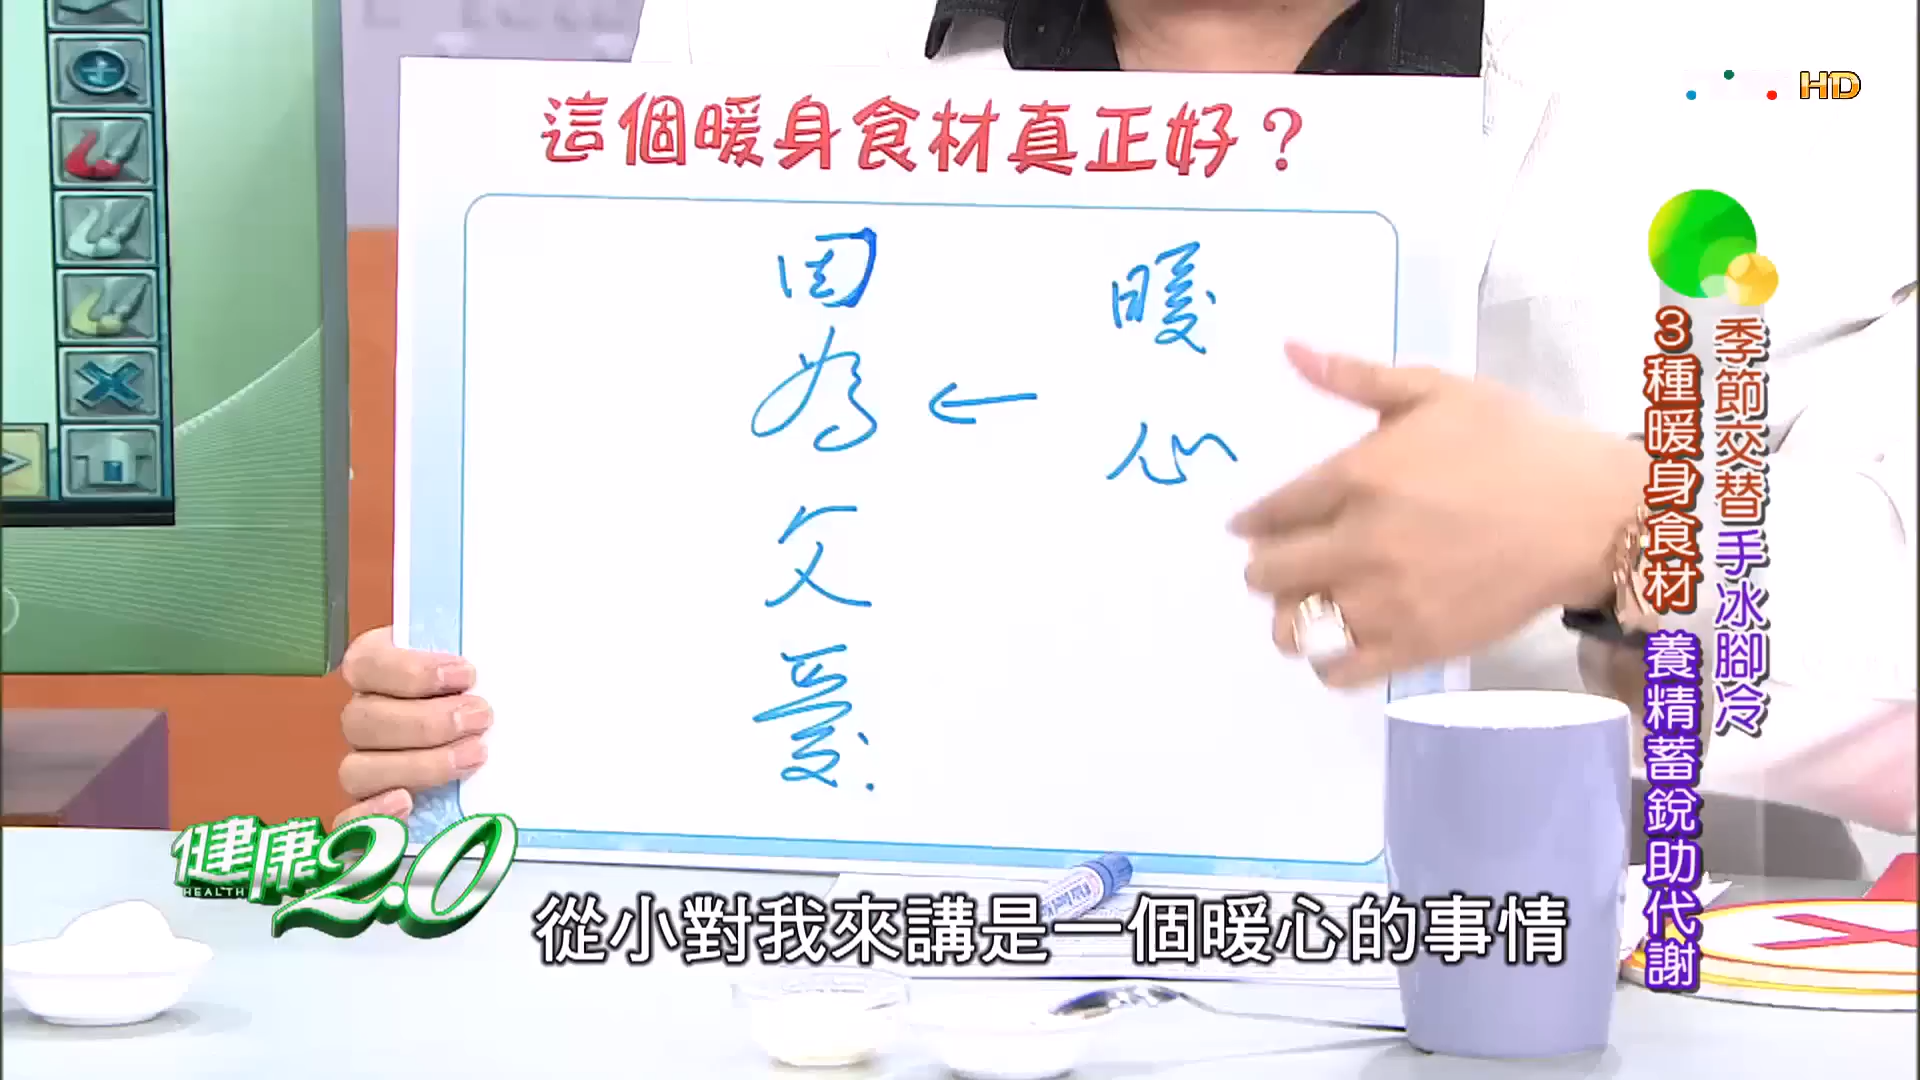 HD
這個暖身食材真正好？
暖心
←
因為父愛.
季節交替手冰腳冷
3種暖身食材 養精蓄銳助代謝
健康2.0
HEALTH
從小對我來講是一個暖心的事情